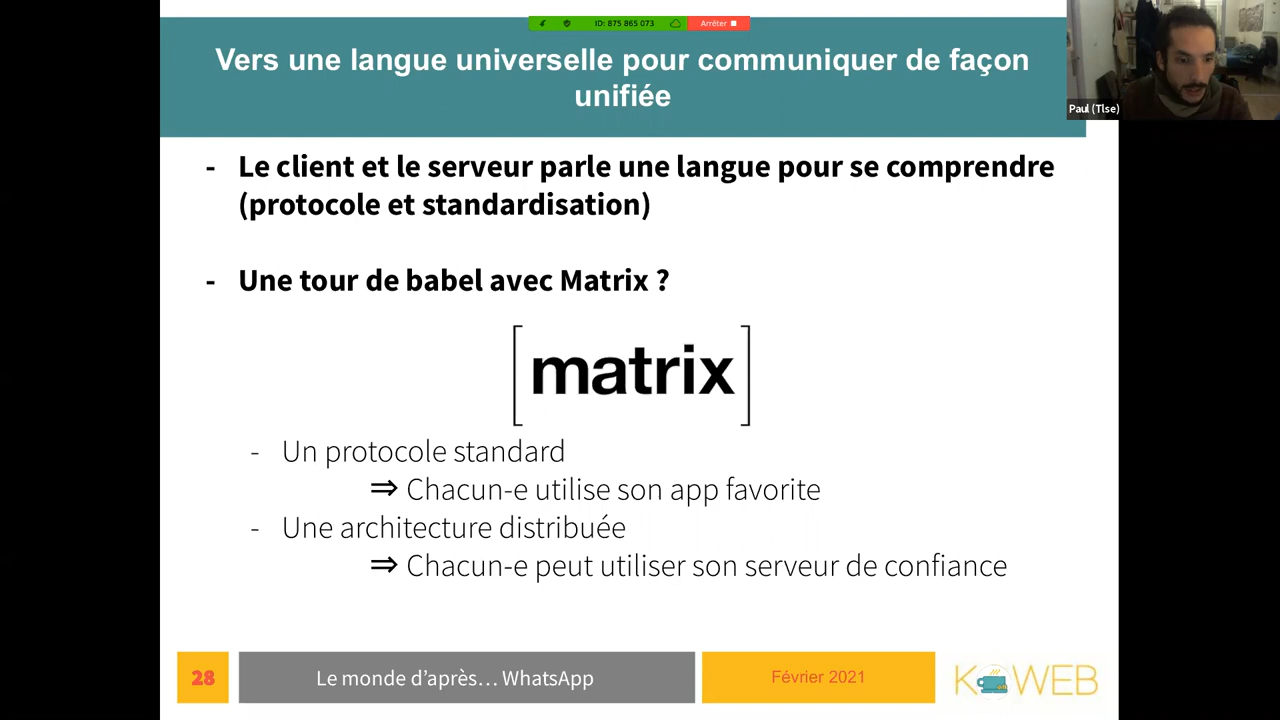 ID: 875 865 073
Arrêter
Vers une langue universelle pour communiquer de façon
unifiée
Paul (Tlse)
- Le client et le serveur parle une langue pour se comprendre
(protocole et standardisation)
- Une tour de babel avec Matrix ?
[matrix]
- Un protocole standard
⇒ Chacun-e utilise son app favorite
- Une architecture distribuée
⇒ Chacun-e peut utiliser son serveur de confiance
28
Le monde d’après… WhatsApp
Février 2021
KAWEB